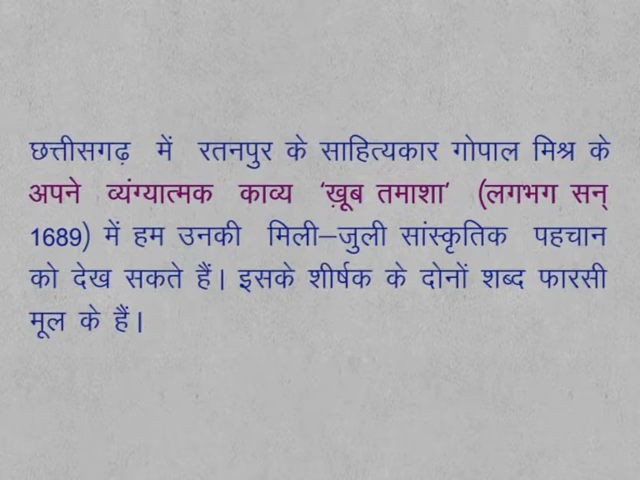 छत्तीसगढ़ में रतनपुर के साहित्यकार गोपाल मिश्र के
अपने व्यंग्यात्मक काव्य ‘ख़ूब तमाशा’ (लगभग सन्
1689) में हम उनकी मिली–जुली सांस्कृतिक पहचान
को देख सकते हैं। इसके शीर्षक के दोनों शब्द फारसी
मूल के हैं।